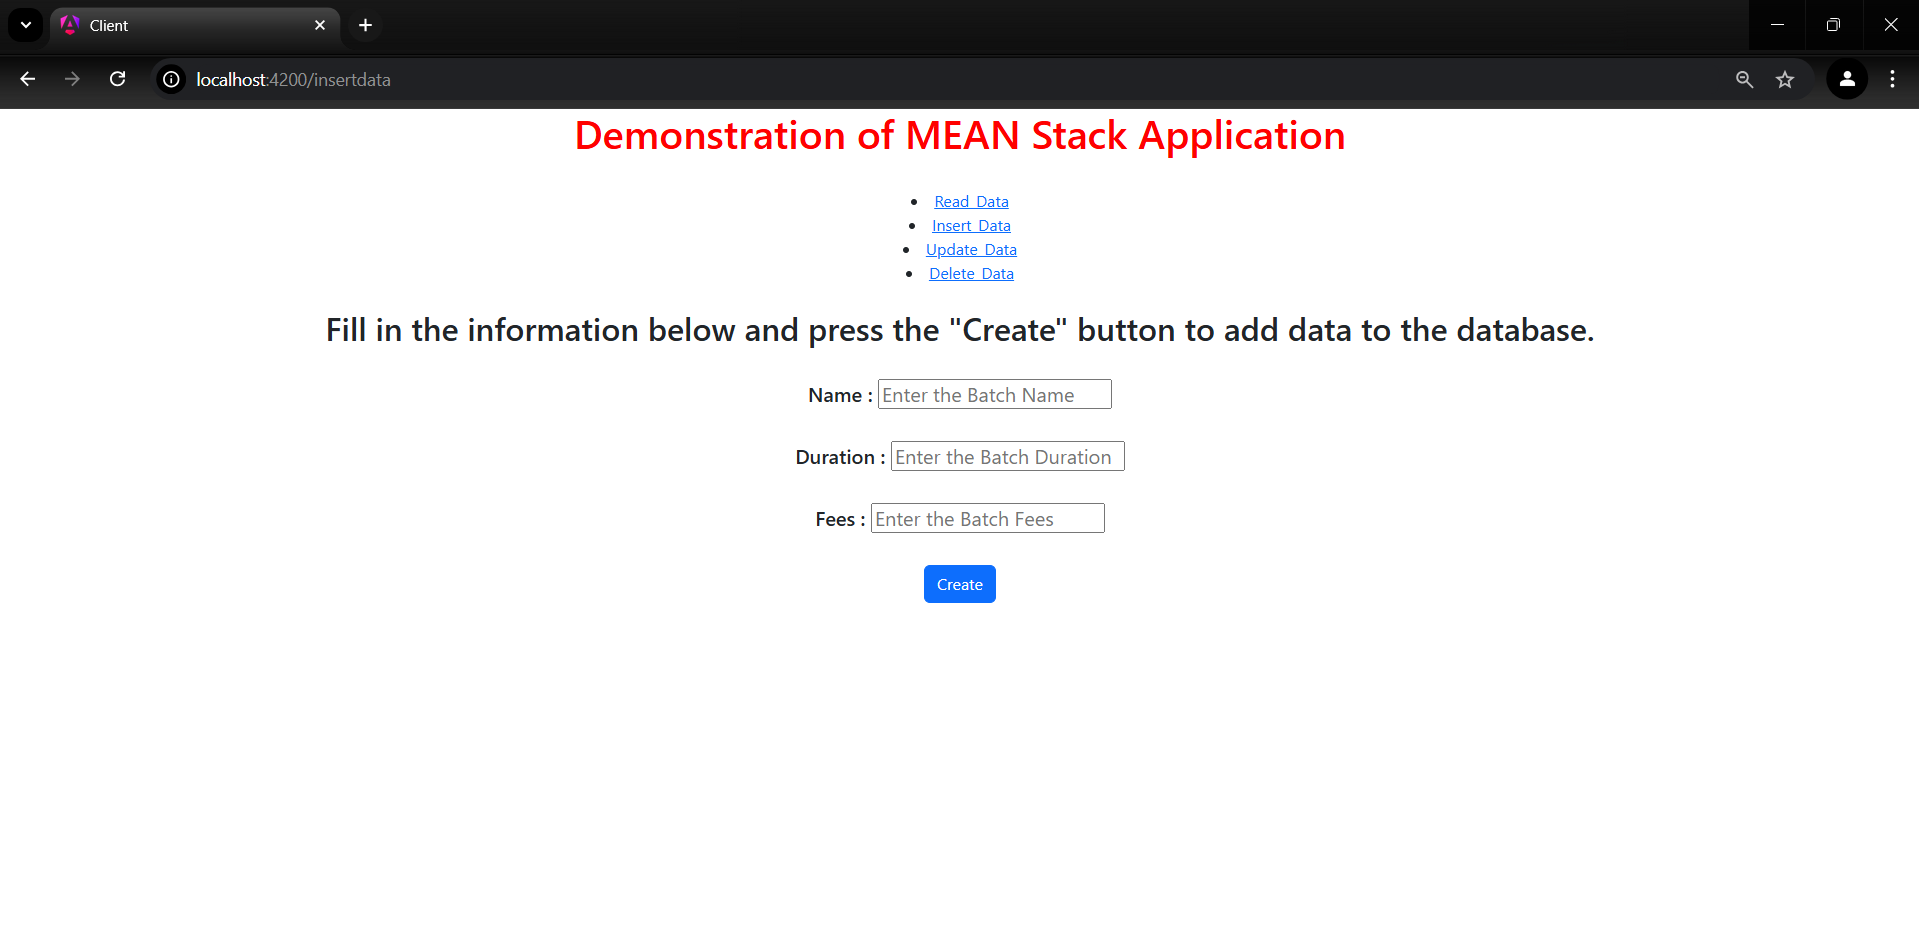 Client
localhost:4200/insertdata
Demonstration of MEAN Stack Application
Read Data
Insert Data
Update Data
Delete Data
Fill in the information below and press the "Create" button to add data to the database.
Name : Enter the Batch Name
Duration : Enter the Batch Duration
Fees : Enter the Batch Fees
Create